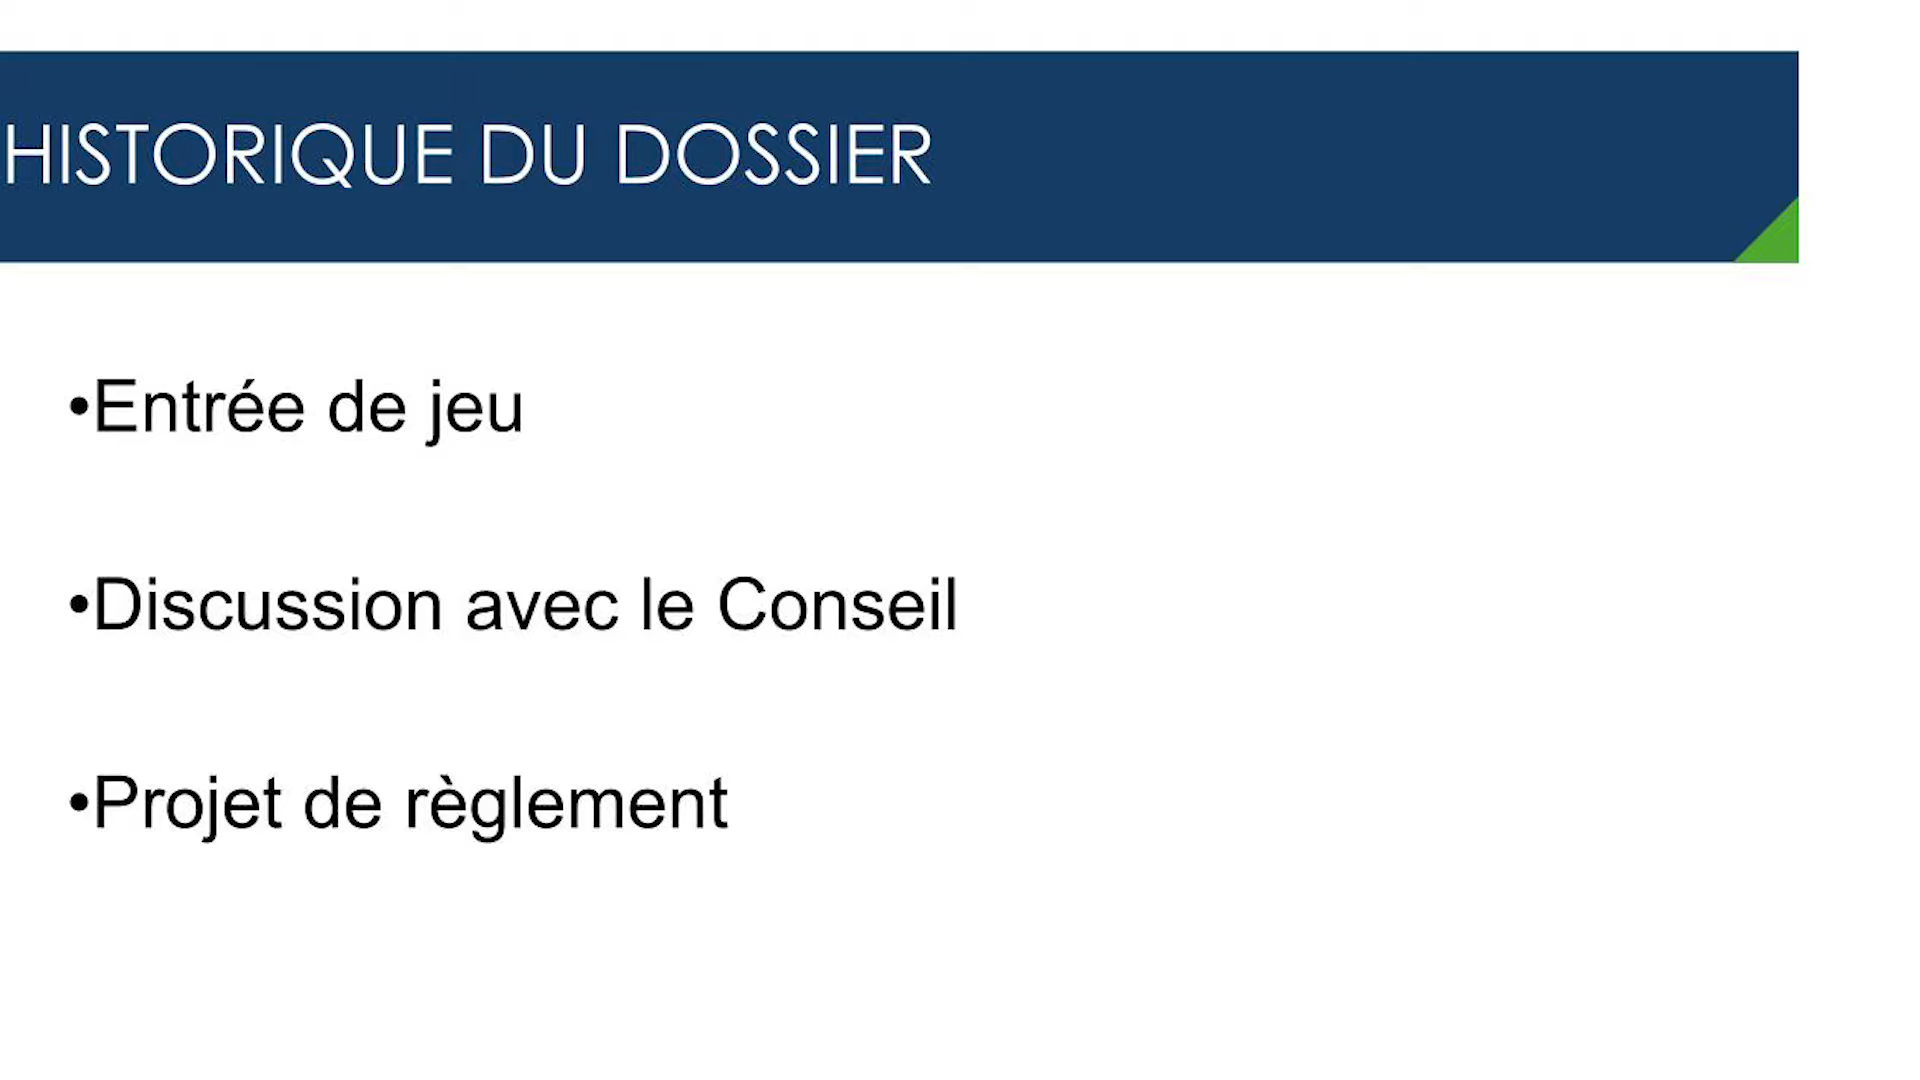 HISTORIQUE DU DOSSIER
•Entrée de jeu
•Discussion avec le Conseil
•Projet de règlement